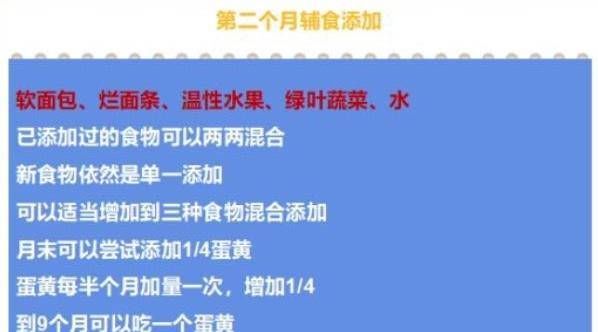 第二个月辅食添加
软面包、烂面条、温性水果、绿叶蔬菜、水
已添加过的食物可以两两混合
新食物依然是单一添加
可以适当增加到三种食物混合添加
月末可以尝试添加1/4蛋黄
蛋黄每半个月加量一次，增加1/4
到9个月可以吃一个蛋黄